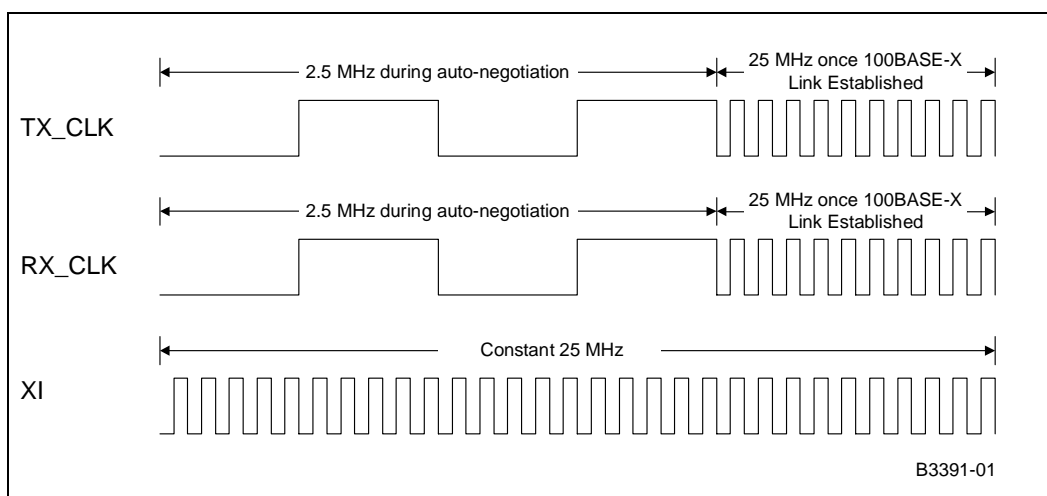 2.5 MHz during auto-negotiation
25 MHz once 100BASE-X
Link Established
TX_CLK
2.5 MHz during auto-negotiation
25 MHz once 100BASE-X
Link Established
RX_CLK
Constant 25 MHz
XI
B3391-01